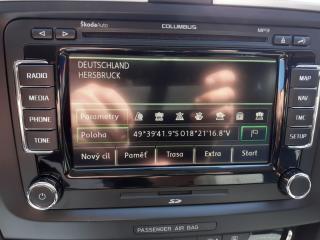 ŠkodaAuto
COLUMBUS
MP3
DEUTSCHLAND
HERSBRUCK
RADIO
MEDIA
PHONE
TONE
MAP
NAV
TMC
SETUP
Parametry
Poloha
49°39'41.9"S 018°21'16.8"V
Nový cíl
Paměť
Trasa
Extra
Start
SD
PASSENGER AIR BAG